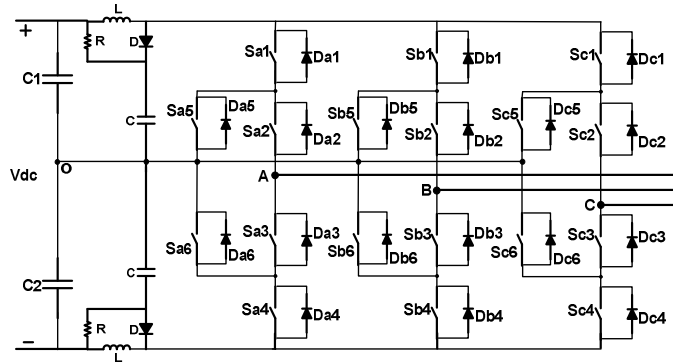 L
+
R
D
Sa1
Da1
Sb1
Db1
Sc1
Dc1
C1
C
Sa5
Da5
Sa2
Da2
Sb5
Db5
Sb2
Db2
Sc5
Dc5
Sc2
Dc2
Vdc
O
A
B
C
Sa6
Da6
Sa3
Da3
Sb6
Db6
Sb3
Db3
Sc6
Dc6
Sc3
Dc3
C2
C
Sa4
Da4
Sb4
Db4
Sc4
Dc4
R
D
–
L